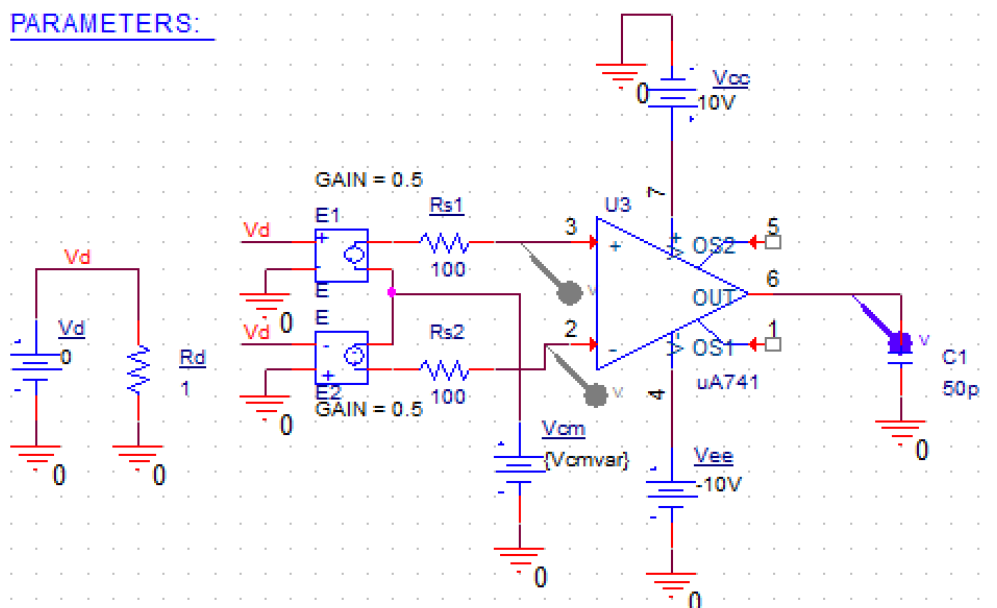 PARAMETERS:
0
Vcc
10V
GAIN = 0.5
E1
Rs1
U3
7
3
5
Vd
+
+
V+
OS2
-
100
V
6
Vd
E
OUT
0
E
Rs2
2
1
Vd
Vd
-
-
V-
OS1
V
0
Rd
+
C1
1
E2
100
V
4
uA741
50p
GAIN = 0.5
0
Vcm
{Vcmvar}
Vee
-10V
0
0
0
0
0